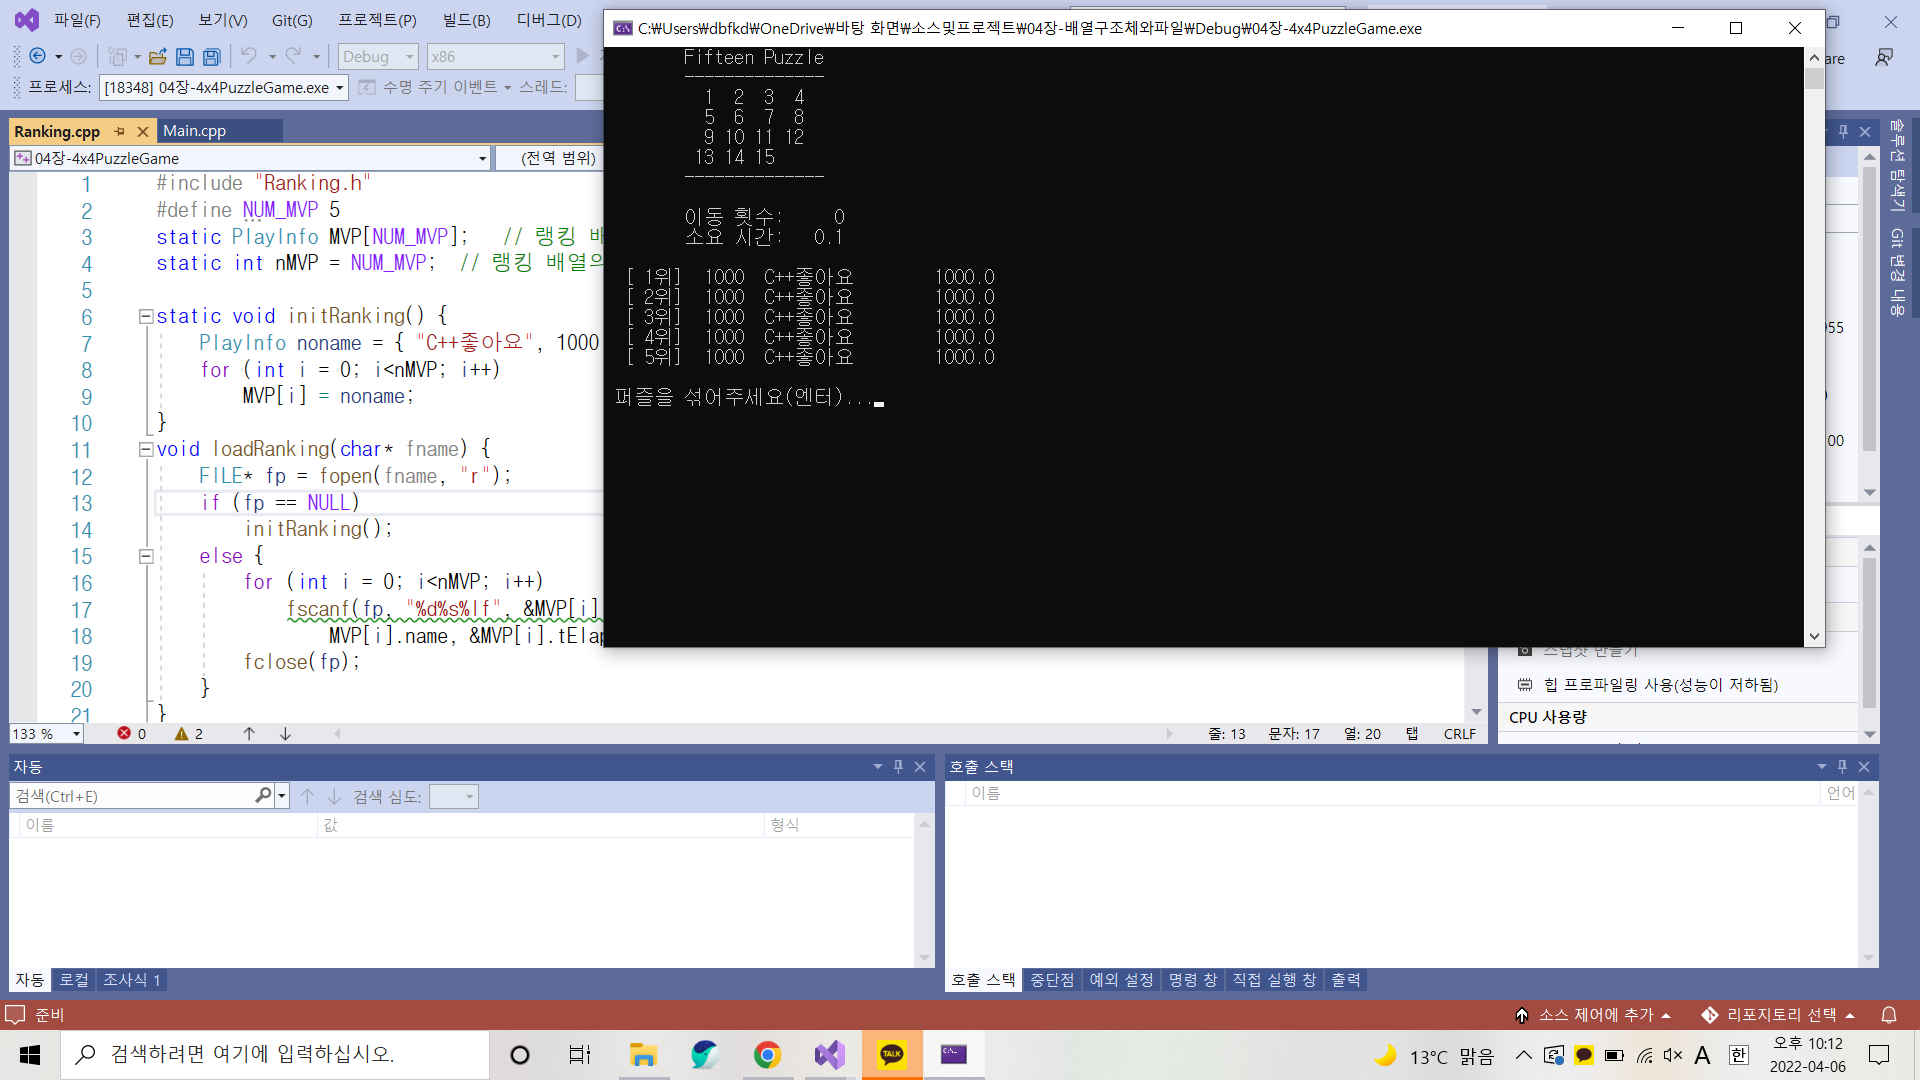 파일(F) 편집(E) 보기(V) Git(G) 프로젝트(P) 빌드(B) 디버그(D)
C:\Users\dbfkd\OneDrive\바탕 화면\소스및프로젝트\04장-배열구조체와파일\Debug\04장-4x4PuzzleGame.exe
Debug x86
프로세스: [18348] 04장-4x4PuzzleGame.exe 수명 주기 이벤트 스레드:
Ranking.cpp Main.cpp
04장-4x4PuzzleGame (전역 범위)
1 #include "Ranking.h"
2 #define NUM_MVP 5
3 static PlayInfo MVP[NUM_MVP]; // 랭킹
4 static int nMVP = NUM_MVP; // 랭킹 배열의
5
6 static void initRanking() {
7 PlayInfo noname = { "C++좋아요", 1000
8 for (int i = 0; i<nMVP; i++)
9 MVP[i] = noname;
10 }
11 void loadRanking(char* fname) {
12 FILE* fp = fopen(fname, "r");
13 if (fp == NULL)
14 initRanking();
15 else {
16 for (int i = 0; i<nMVP; i++)
17 fscanf(fp, "%d%s%lf", &MVP[i]
18 MVP[i].name, &MVP[i].tElap
19 fclose(fp);
20 }
21 }
Fifteen Puzzle
--------------
1 2 3 4
5 6 7 8
9 10 11 12
13 14 15
--------------
이동 횟수: 0
소요 시간: 0.1
[ 1위] 1000 C++좋아요 1000.0
[ 2위] 1000 C++좋아요 1000.0
[ 3위] 1000 C++좋아요 1000.0
[ 4위] 1000 C++좋아요 1000.0
[ 5위] 1000 C++좋아요 1000.0
퍼즐을 섞어주세요(엔터)...
are
솔루션 탐색기
Git 변경 내용
955
00
스냅샷 만들기
힙 프로파일링 사용(성능이 저하됨)
CPU 사용량
133 % 0 2 줄: 13 문자: 17 열: 20 탭 CRLF
자동
검색(Ctrl+E) 검색 심도:
이름 값 형식
자동 로컬 조사식 1
호출 스택
이름 언어
호출 스택 중단점 예외 설정 명령 창 직접 실행 창 출력
준비 소스 제어에 추가 리포지토리 선택
검색하려면 여기에 입력하십시오.
TALK
13°C 맑음 A 한 오후 10:12
2022-04-06